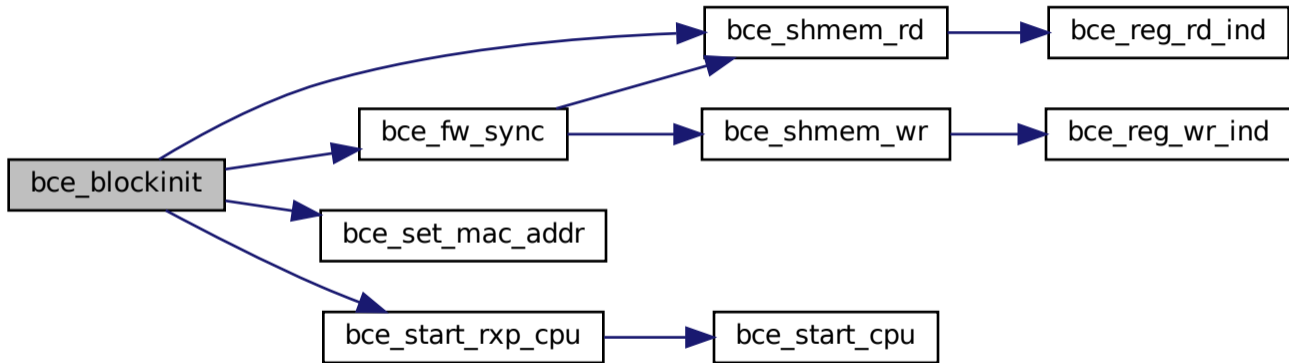 bce_shmem_rd
bce_reg_rd_ind
bce_fw_sync
bce_shmem_wr
bce_reg_wr_ind
bce_blockinit
bce_set_mac_addr
bce_start_rxp_cpu
bce_start_cpu